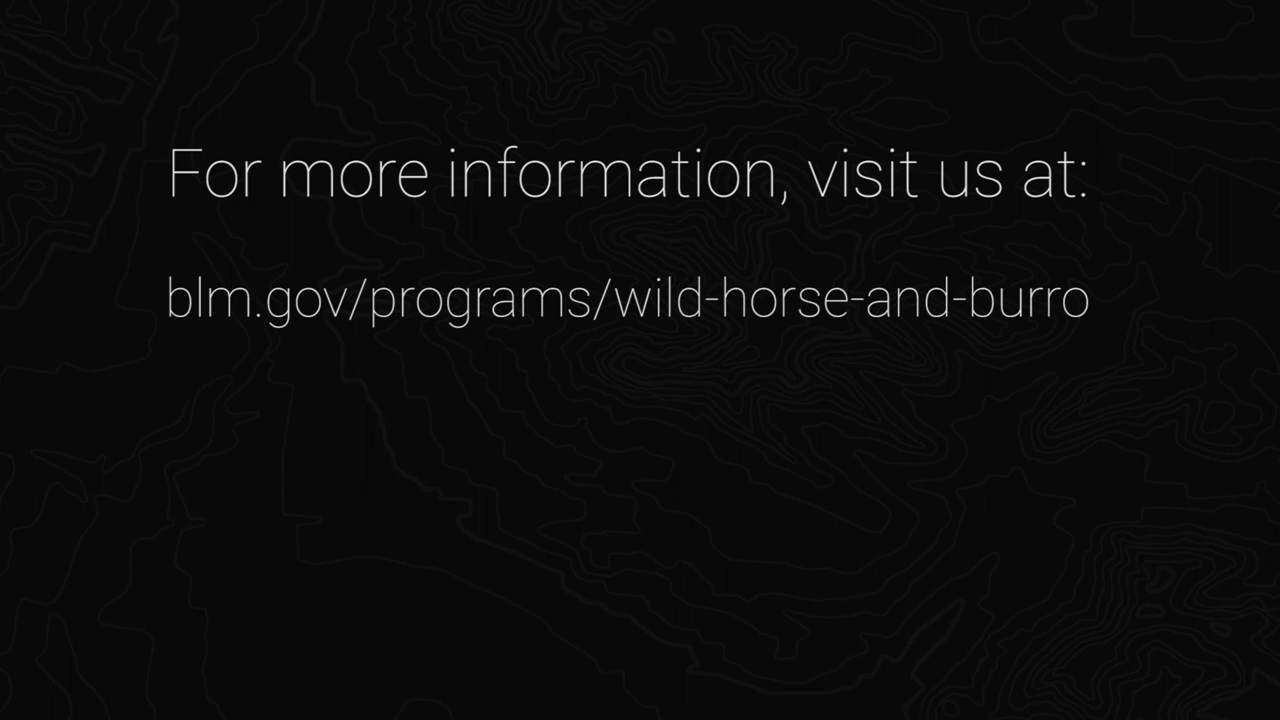 For more information, visit us at:
blm.gov/programs/wild-horse-and-burro